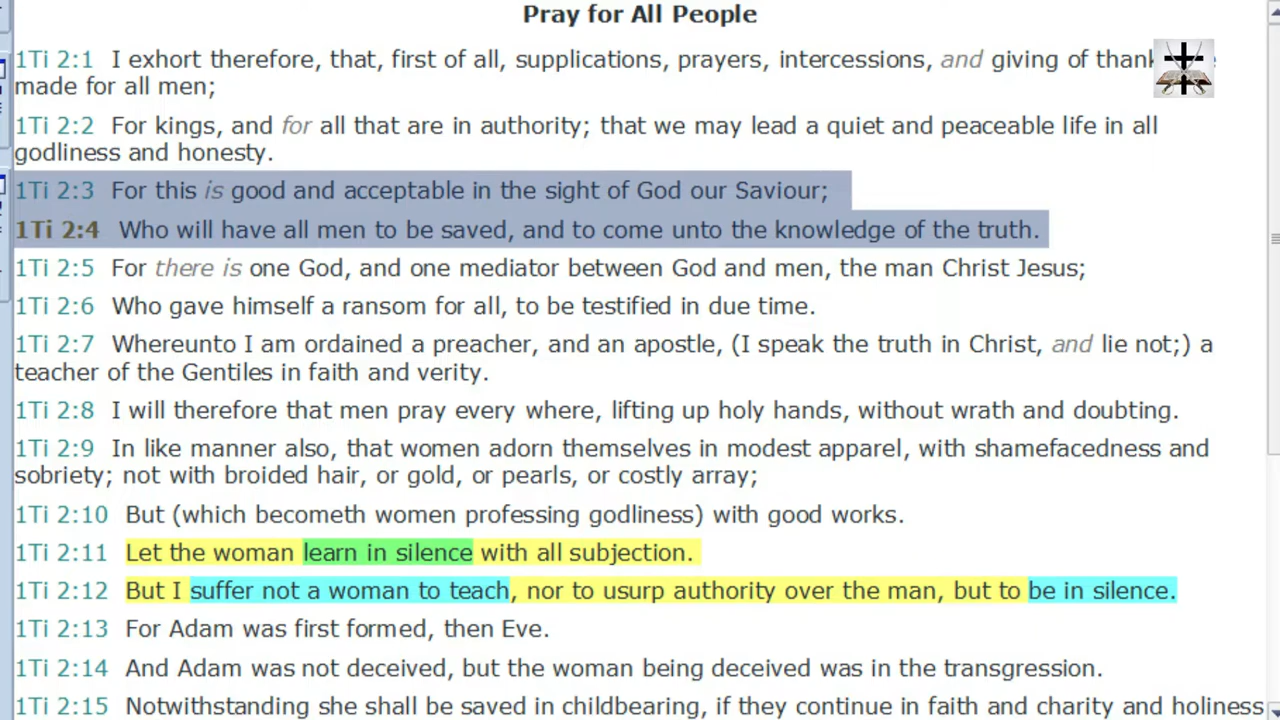 Pray for All People
1Ti 2:1 I exhort therefore, that, first of all, supplications, prayers, intercessions, and giving of thank
made for all men;
1Ti 2:2 For kings, and for all that are in authority; that we may lead a quiet and peaceable life in all
godliness and honesty.
1Ti 2:3 For this is good and acceptable in the sight of God our Saviour;
1Ti 2:4 Who will have all men to be saved, and to come unto the knowledge of the truth.
1Ti 2:5 For there is one God, and one mediator between God and men, the man Christ Jesus;
1Ti 2:6 Who gave himself a ransom for all, to be testified in due time.
1Ti 2:7 Whereunto I am ordained a preacher, and an apostle, (I speak the truth in Christ, and lie not;) a
teacher of the Gentiles in faith and verity.
1Ti 2:8 I will therefore that men pray every where, lifting up holy hands, without wrath and doubting.
1Ti 2:9 In like manner also, that women adorn themselves in modest apparel, with shamefacedness and
sobriety; not with broided hair, or gold, or pearls, or costly array;
1Ti 2:10 But (which becometh women professing godliness) with good works.
1Ti 2:11 Let the woman learn in silence with all subjection.
1Ti 2:12 But I suffer not a woman to teach, nor to usurp authority over the man, but to be in silence.
1Ti 2:13 For Adam was first formed, then Eve.
1Ti 2:14 And Adam was not deceived, but the woman being deceived was in the transgression.
1Ti 2:15 Notwithstanding she shall be saved in childbearing, if they continue in faith and charity and holiness